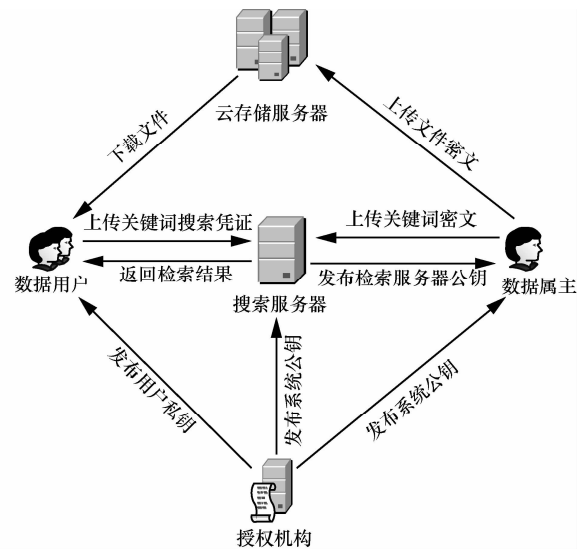 云存储服务器
下载文件
上传文件密文
上传关键词搜索凭证
上传关键词密文
返回检索结果
发布检索服务器公钥
数据用户
搜索服务器
数据属主
发布用户私钥
发布系统公钥
发布系统公钥
授权机构